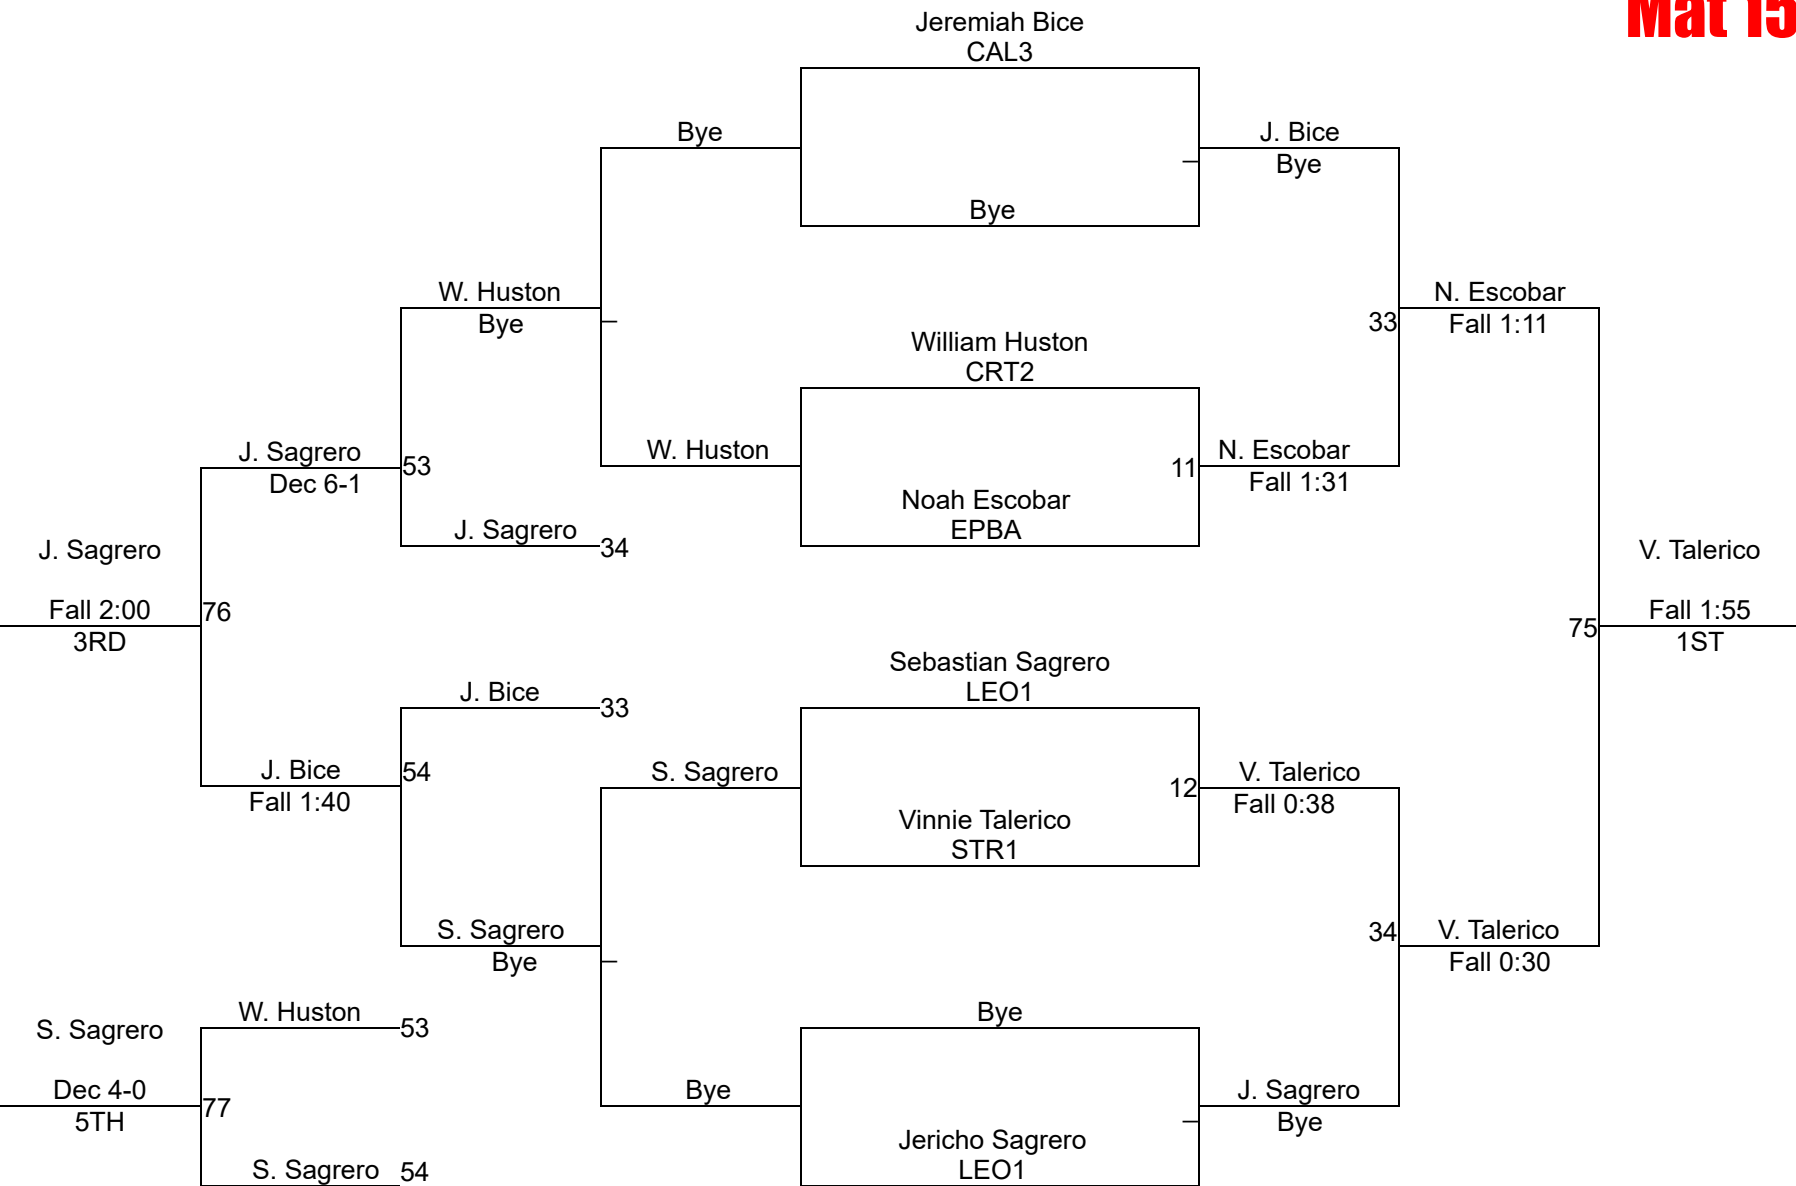 Mat 15
Jeremiah Bice
CAL3
Bye
J. Bice
Bye
Bye
W. Huston
Bye
N. Escobar
33
Fall 1:11
William Huston
CRT2
W. Huston
11
N. Escobar
Fall 1:31
J. Sagrero
53
Dec 6-1
Noah Escobar
EPBA
J. Sagrero
34
J. Sagrero
Fall 2:00
76
3RD
V. Talerico
Fall 1:55
75
1ST
Sebastian Sagrero
LEO1
J. Bice
33
J. Bice
54
Fall 1:40
S. Sagrero
12
V. Talerico
Fall 0:38
Vinnie Talerico
STR1
S. Sagrero
Bye
34
V. Talerico
Fall 0:30
W. Huston
53
Bye
S. Sagrero
Dec 4-0
77
5TH
Bye
J. Sagrero
Bye
Jericho Sagrero
LEO1
S. Sagrero
54